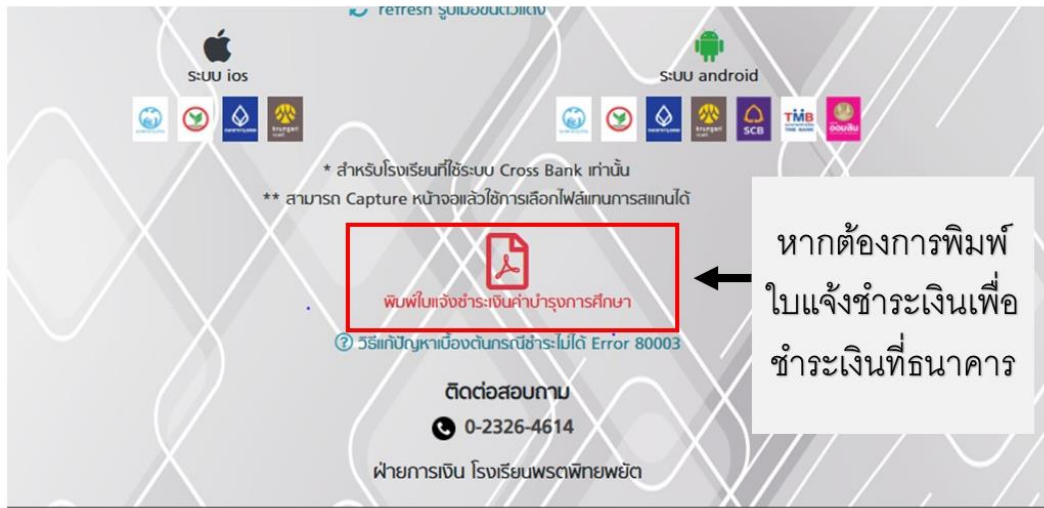 refresh รูปเมื่อขึ้นตัวแดง
ระบบ ios
ระบบ android
krungsri
SCB
TMB
ออมสิน
* สำหรับโรงเรียนที่ใช้ระบบ Cross Bank เท่านั้น
** สามารถ Capture หน้าจอแล้วใช้การเลือกไฟล์แทนการสแกนได้
พิมพ์ใบแจ้งชำระเงินค่าบำรุงการศึกษา
หากต้องการพิมพ์
ใบแจ้งชำระเงินเพื่อ
ชำระเงินที่ธนาคาร
วิธีแก้ปัญหาเบื้องต้นกรณีชำระไม่ได้ Error 80003
ติดต่อสอบถาม
0-2326-4614
ฝ่ายการเงิน โรงเรียนพรตพิทยพยัต